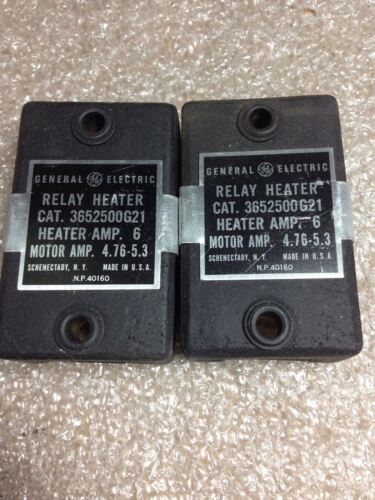 GENERAL GE ELECTRIC
RELAY HEATER
CAT. 3652500G21
HEATER AMP. 6
MOTOR AMP. 4.76-5.3
SCHENECTADY, N.Y. MADE IN U.S.A.
N.P. 40160
GENERAL GE ELECTRIC
RELAY HEATER
CAT. 3652500G21
HEATER AMP. 6
MOTOR AMP. 4.76-5.3
SCHENECTADY, N.Y. MADE IN U.S.A.
N.P. 40160